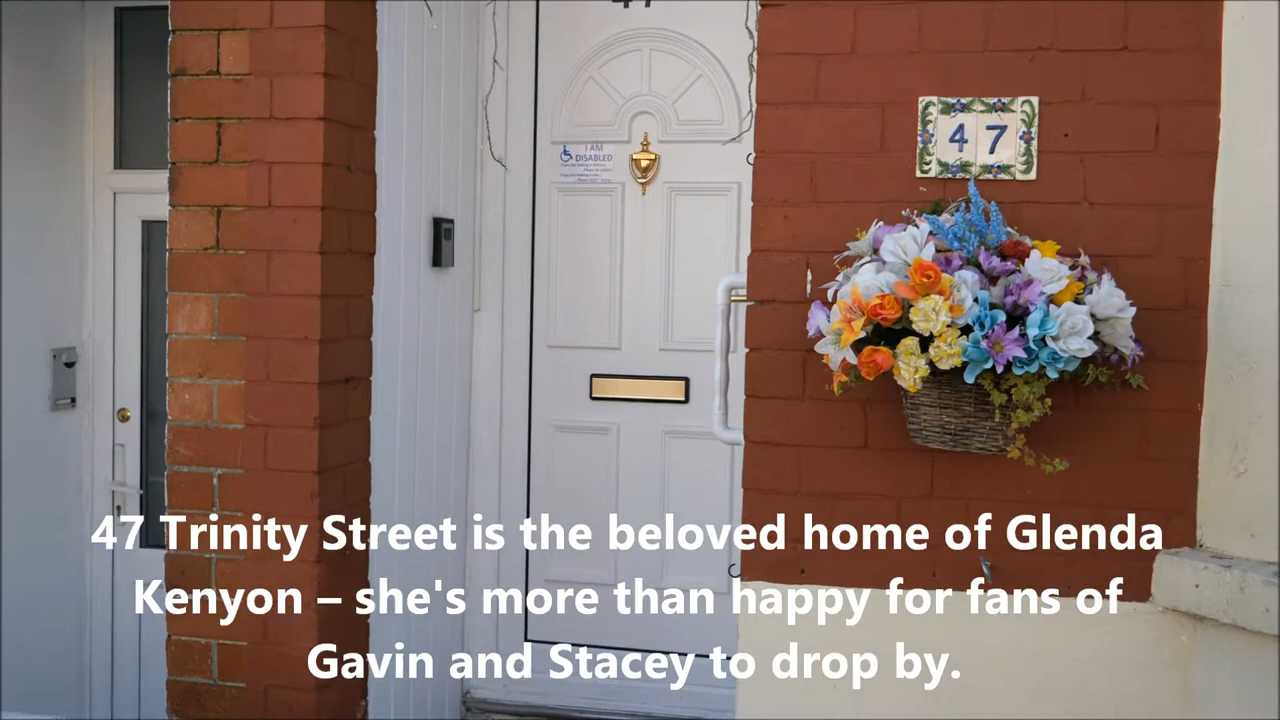 47
I AM
DISABLED
47
47 Trinity Street is the beloved home of Glenda
Kenyon – she's more than happy for fans of
Gavin and Stacey to drop by.